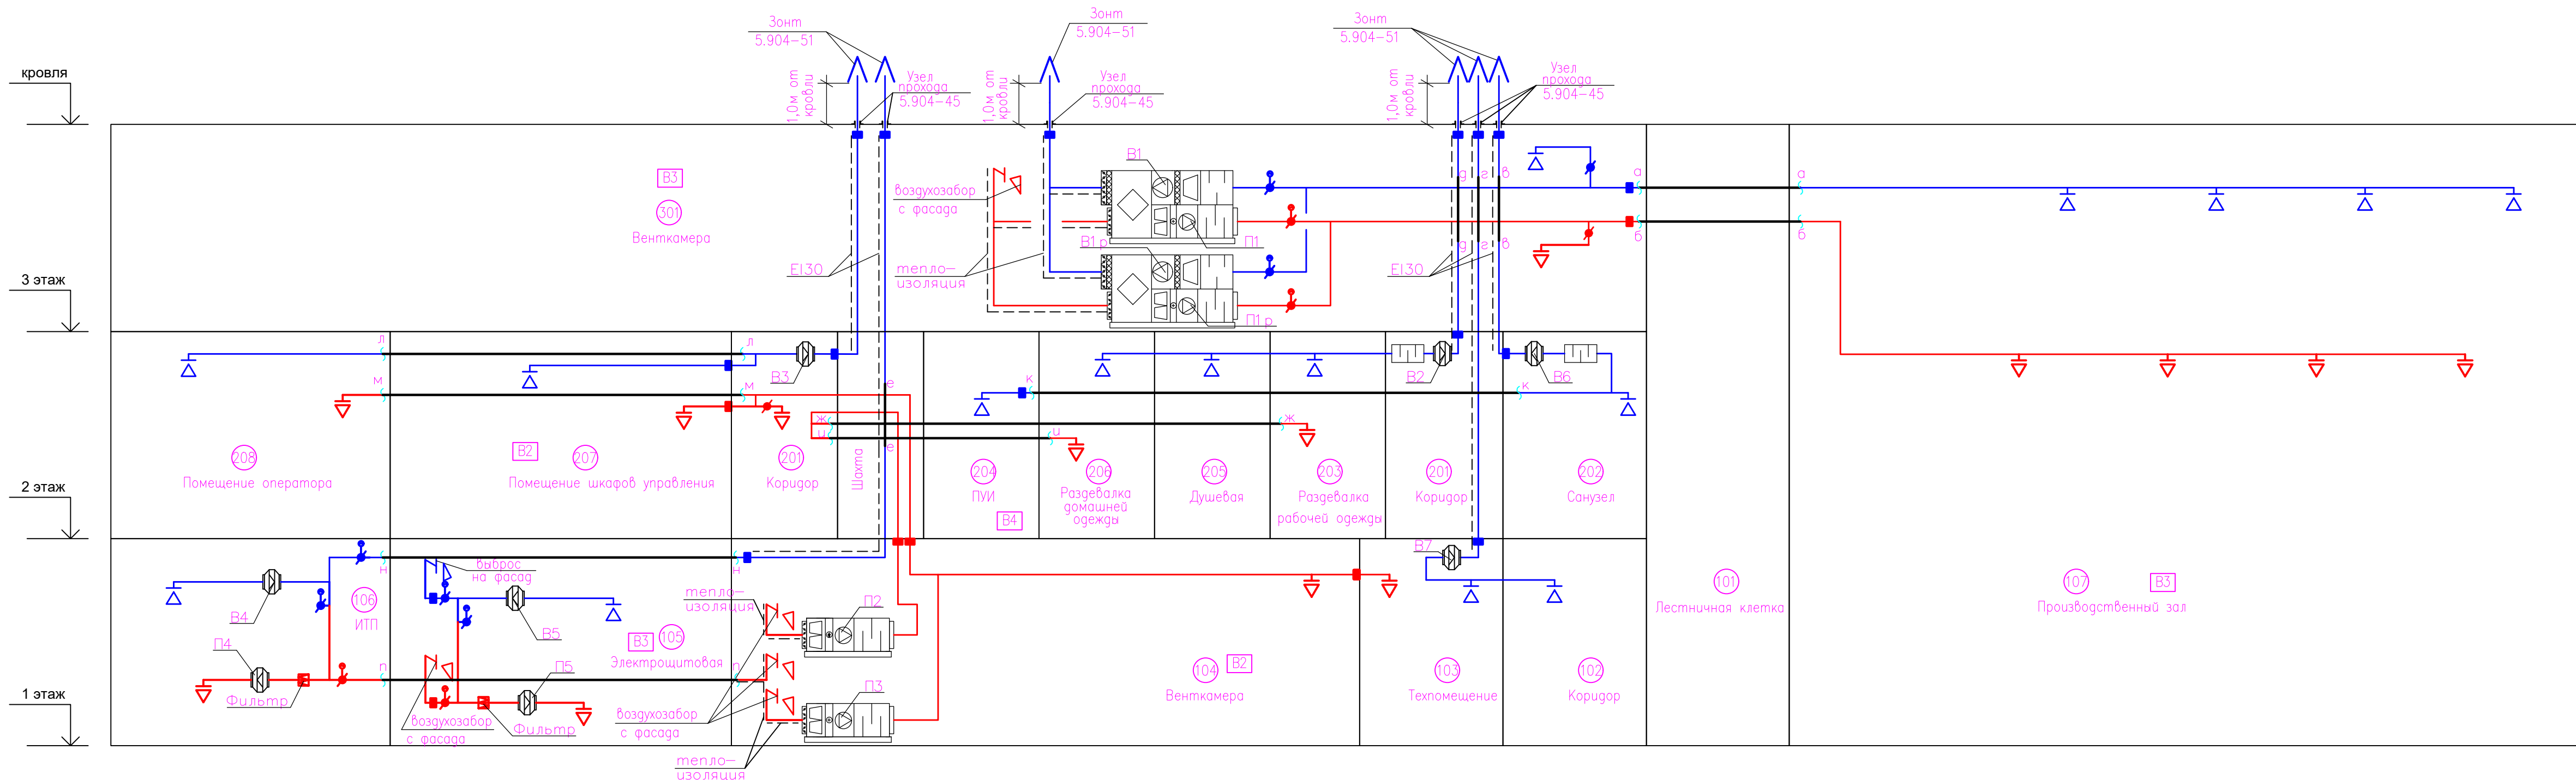 Зонт
5.904-51
Зонт
5.904-51
Зонт
5.904-51
кровля
1,0м от
кровли
Узел
прохода
5.904-45
1,0м от
кровли
Узел
прохода
5.904-45
1,0м от
кровли
Узел
прохода
5.904-45
В3
301
Венткамера
воздухозабор
с фасада
В1
П1
В1.р
П1.р
д г в
д г в
а
б
а
б
EI30
тепло-
изоляция
EI30
3 этаж
л
л
В3
м
м
е
е
ж
и
ж
и
к
к
В2
В6
208
Помещение оператора
В2
207
Помещение шкафов управления
201
Коридор
Шахта
204
ПУИ
В4
206
Раздевалка
домашней
одежды
205
Душевая
203
Раздевалка
рабочей одежды
201
Коридор
202
Санузел
2 этаж
н
н
выброс
на фасад
В4
106
ИТП
В5
П4
Фильтр
п
п
В3
105
Электрощитовая
П5
воздухозабор
с фасада
Фильтр
тепло-
изоляция
П2
П3
воздухозабор
с фасада
тепло-
изоляция
104
В2
Венткамера
В7
103
Техпомещение
102
Коридор
101
Лестничная клетка
107
В3
Производственный зал
1 этаж